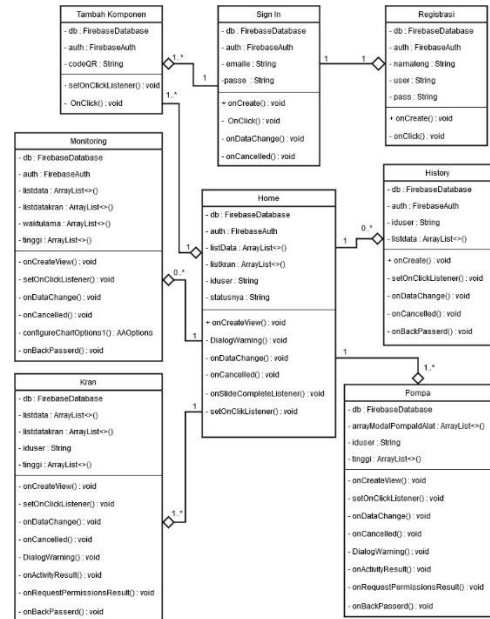 Tambah Komponen
- db : FirebaseDatabase
- auth : FirebaseAuth
- codeQR : String
- setOnClickListener() : void
- OnClick() : void
1..*
1
1..*
Sign In
- db : FirebaseDatabase
- auth : FirebaseAuth
- emaile : String
- passe : String
+ onCreate() : void
- OnClick() : void
- onDataChange() : void
- onCancelled() : void
1
1
Registrasi
- db : FirebaseDatabase
- auth : FirebaseAuth
- namaleng : String
- user : String
- pass : String
+ onCreate() : void
- onClick() : void
Monitoring
- db : FirebaseDatabase
- auth : FirebaseAuth
- listdata : ArrayList<>()
- listdatakran : ArrayList<>()
- waktulama : ArrayList<>()
- tinggi : ArrayList<>()
- onCreateView() : void
- setOnClickListener() : void
- onDataChange() : void
- onCancelled() : void
- configureChartOptions1() : AAOptions
- onBackPasserd() : void
1
0..*
1
Home
- db : FirebaseDatabase
- auth : FirebaseAuth
- listData : ArrayList<>()
- listkran : ArrayList<>()
- iduser : String
- statusnya : String
+ onCreateView() : void
- DialogWarning() : void
- onDataChange() : void
- onCancelled() : void
- onSlideCompleteListener() : void
- setOnClikListener() : void
1
0..*
History
- db : FirebaseDatabase
- auth : FirebaseAuth
- iduser : String
- listdata : ArrayList<>()
+ onCreate() : void
- setOnClickListener() : void
- onDataChange() : void
- onCancelled() : void
- onBackPasserd() : void
1
1..*
Kran
- db : FirebaseDatabase
- listdata : ArrayList<>()
- listdatakran : ArrayList<>()
- iduser : String
- tinggi : ArrayList<>()
- onCreateView() : void
- setOnClickListener() : void
- onDataChange() : void
- onCancelled() : void
- DialogWarning() : void
- onActivityResult() : void
- onRequestPermissionsResult() : void
- onBackPasserd() : void
1
1..*
Pompa
- db : FirebaseDatabase
- arrayModalPompaIdAlat : ArrayList<>()
- iduser : String
- tinggi : ArrayList<>()
- onCreateView() : void
- setOnClickListener() : void
- onDataChange() : void
- onCancelled() : void
- DialogWarning() : void
- onActivityResult() : void
- onRequestPermissionsResult() : void
- onBackPasserd() : void